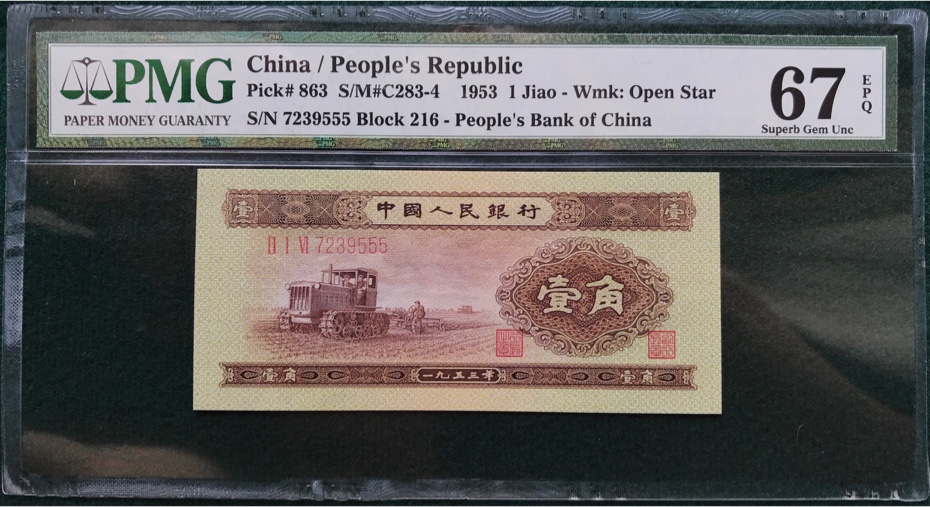 PMG
PAPER MONEY GUARANTY
China / People's Republic
Pick# 863 S/M#C283-4 1953 1 Jiao - Wmk: Open Star
S/N 7239555 Block 216 - People's Bank of China
67
EPQ
Superb Gem Unc
壹 中國人民銀行 壹
II I VI 7239555
壹角
壹角 一九五三年 壹角